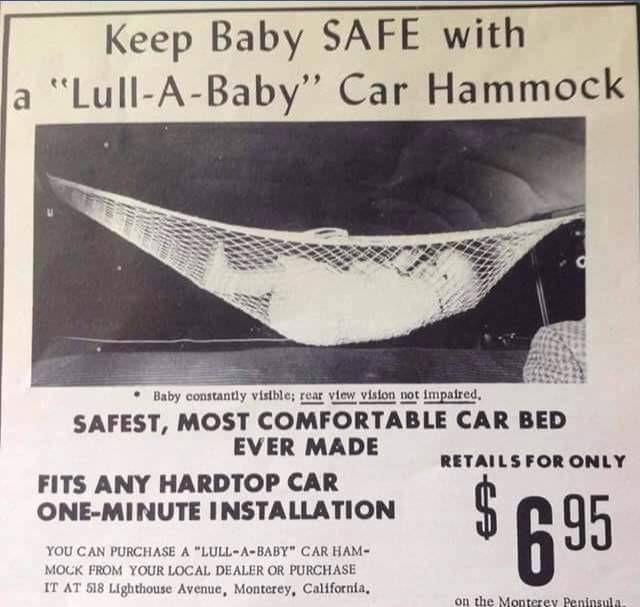 Keep Baby SAFE with
a "Lull-A-Baby" Car Hammock
• Baby constantly visible; rear view vision not impaired.
SAFEST, MOST COMFORTABLE CAR BED
EVER MADE
FITS ANY HARDTOP CAR
ONE-MINUTE INSTALLATION
YOU CAN PURCHASE A "LULL-A-BABY" CAR HAM-
MOCK FROM YOUR LOCAL DEALER OR PURCHASE
IT AT 518 Lighthouse Avenue, Monterey, California.
RETAILS FOR ONLY
$6.95
on the Monterey Peninsula.